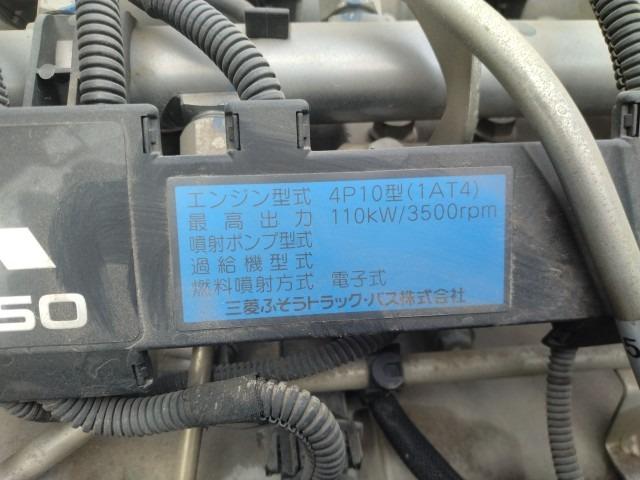 エンジン型式 4P10型(1AT4)
最高出力 110kW/3500rpm
噴射ポンプ型式
過給機型式
燃料噴射方式 電子式
三菱ふそうトラック・バス株式会社
50